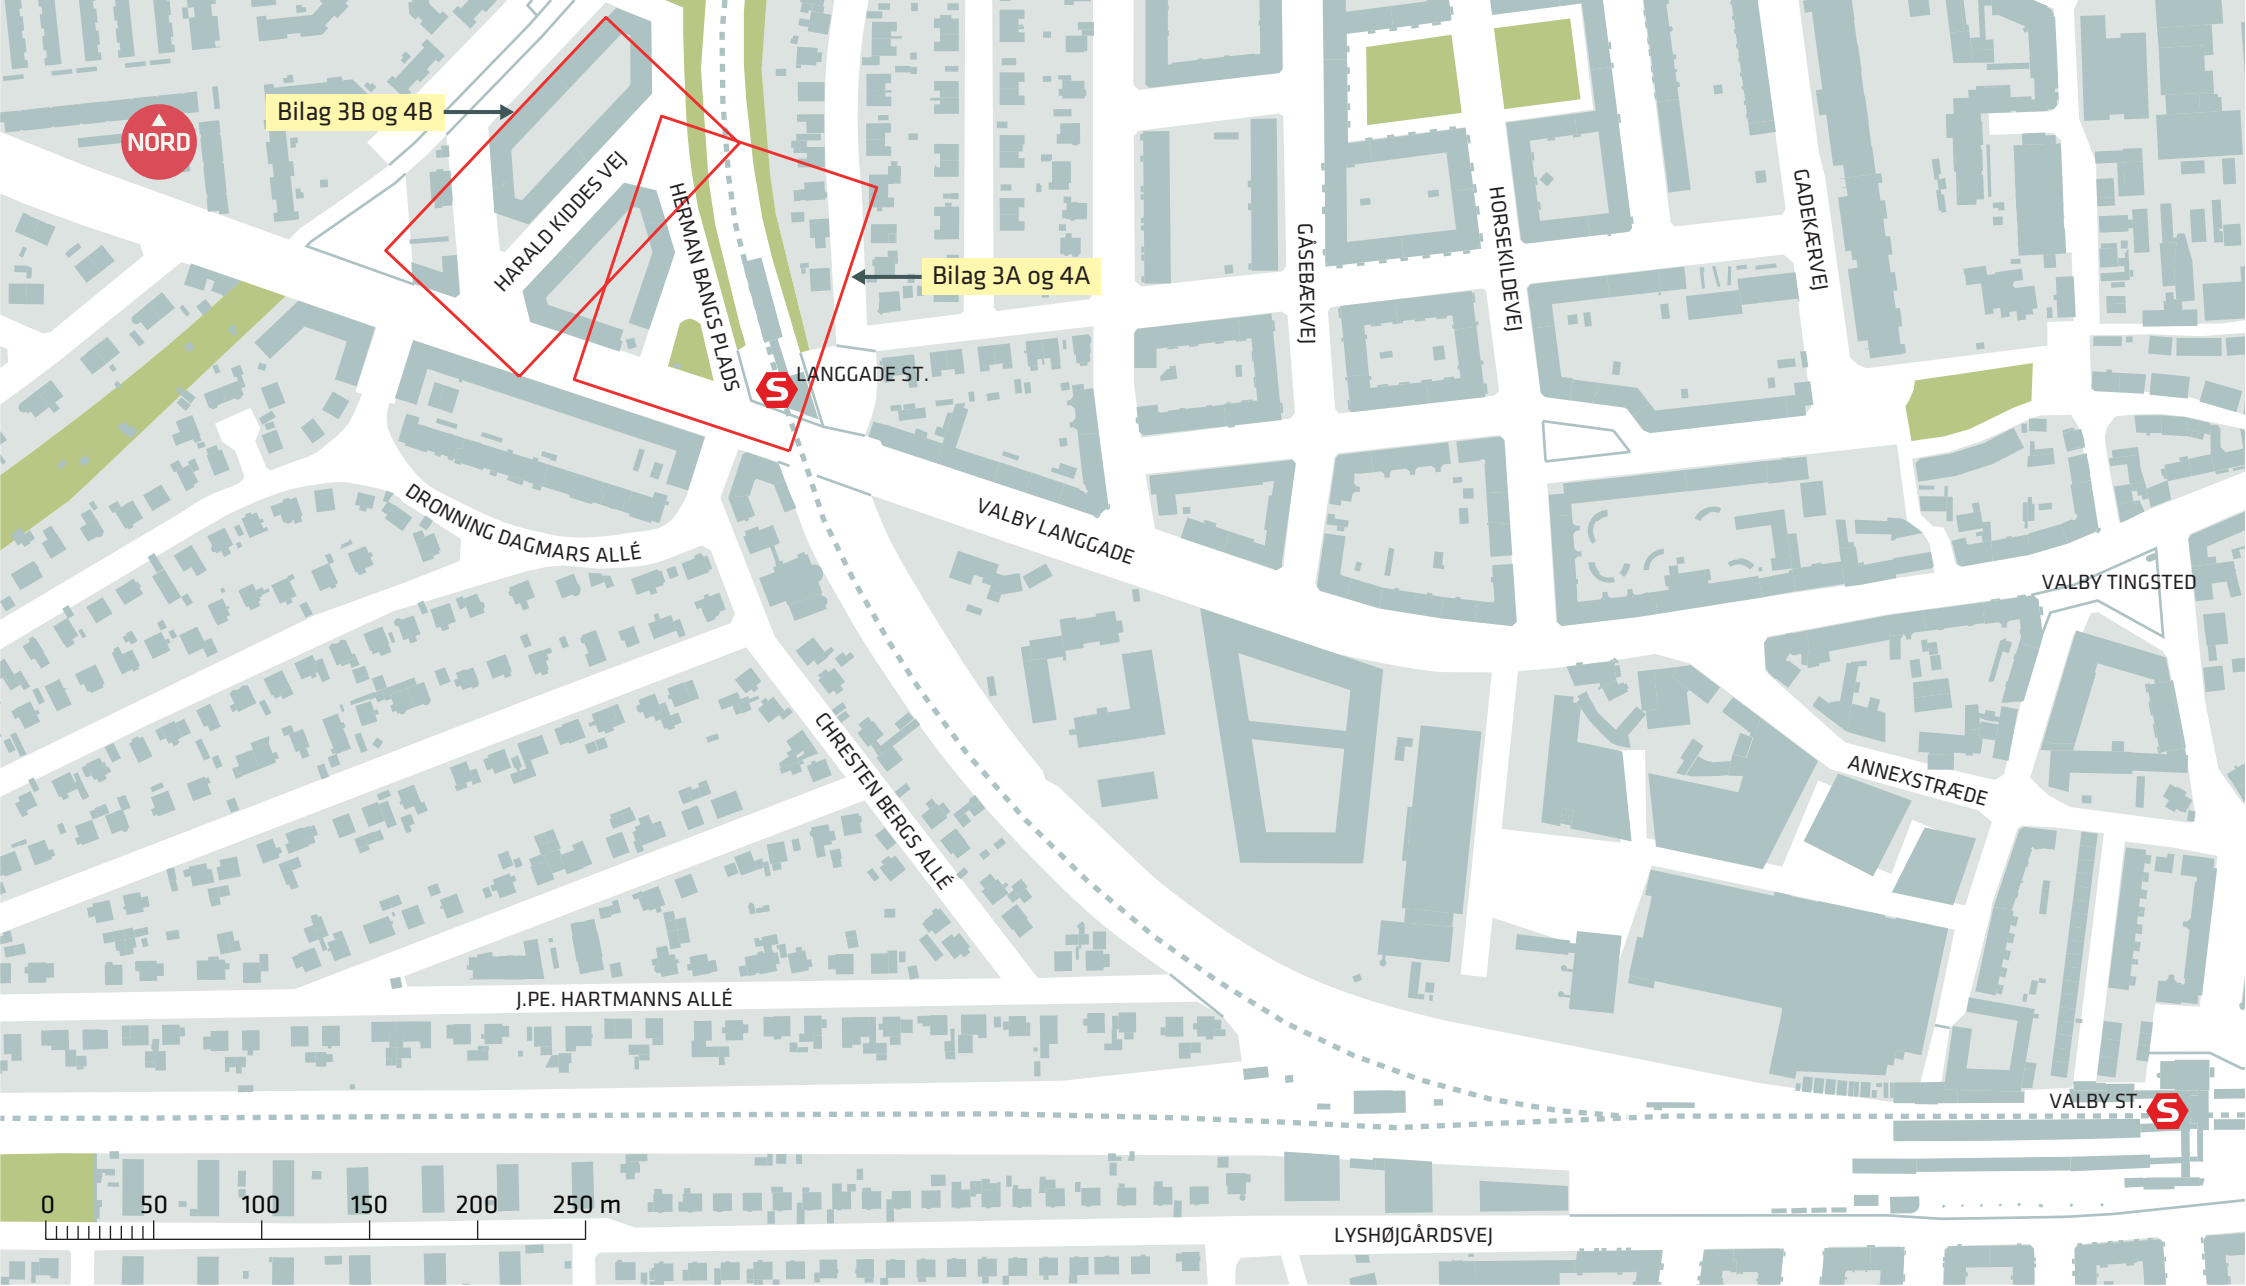 Bilag 3B og 4B
NORD
HARALD KIDDES VEJ
HERMAN BANGS PLADS
Bilag 3A og 4A
GÅSEBÆKVEJ
HORSEKILDEVEJ
GADEKÆRVEJ
S
LANGGADE ST.
DRONNING DAGMARS ALLÉ
VALBY LANGGADE
VALBY TINGSTED
CHRESTEN BERGS ALLÉ
ANNEXSTRÆDE
J.PE. HARTMANNS ALLÉ
VALBY ST.
S
0 50 100 150 200 250 m
LYSHØJGÅRDSVEJ